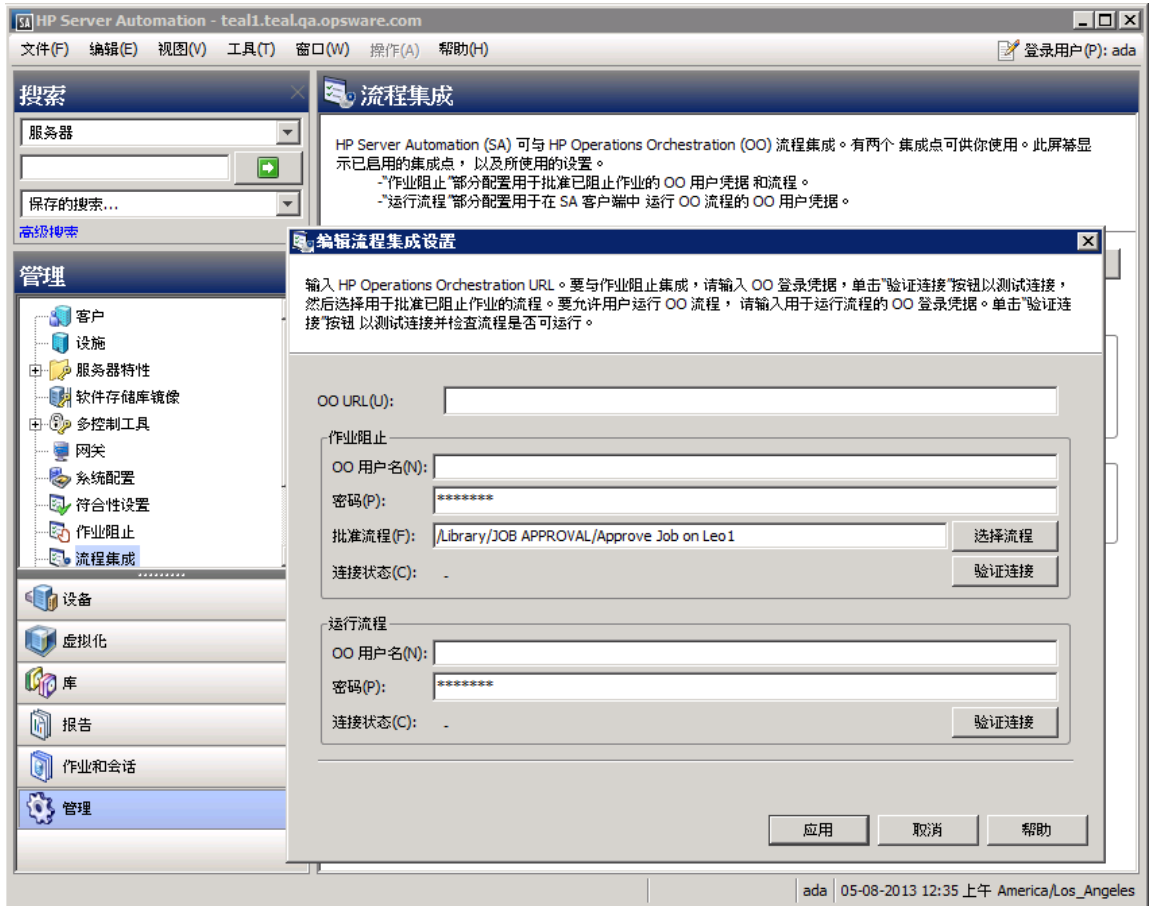 HP Server Automation - teal1.teal.qa.opsware.com
文件(F) 编辑(E) 视图(V) 工具(T) 窗口(W) 操作(A) 帮助(H) 登录用户(P): ada
搜索
服务器
保存的搜索...
高级搜索
管理
客户
设施
服务器特性
软件存储库镜像
多控制工具
网关
系统配置
符合性设置
作业阻止
流程集成
设备
虚拟化
库
报告
作业和会话
管理
流程集成
HP Server Automation (SA) 可与 HP Operations Orchestration (OO) 流程集成。有两个 集成点可供你使用。此屏幕显
示已启用的集成点， 以及所使用的设置。
-“作业阻止”部分配置用于批准已阻止作业的 OO 用户凭据 和流程。
-“运行流程”部分配置用于在 SA 客户端中 运行 OO 流程的 OO 用户凭据。
编辑流程集成设置
输入 HP Operations Orchestration URL。要与作业阻止集成，请输入 OO 登录凭据，单击“验证连接”按钮以测试连接，
然后选择用于批准已阻止作业的流程。要允许用户运行 OO 流程， 请输入用于运行流程的 OO 登录凭据。单击“验证连
接”按钮 以测试连接并检查流程是否可运行。
OO URL(U):
作业阻止
OO 用户名(N):
密码(P): *******
批准流程(F): /Library/JOB APPROVAL/Approve Job on Leo1 选择流程
连接状态(C): - 验证连接
运行流程
OO 用户名(N):
密码(P): *******
连接状态(C): - 验证连接
应用 取消 帮助
ada 05-08-2013 12:35 上午 America/Los_Angeles